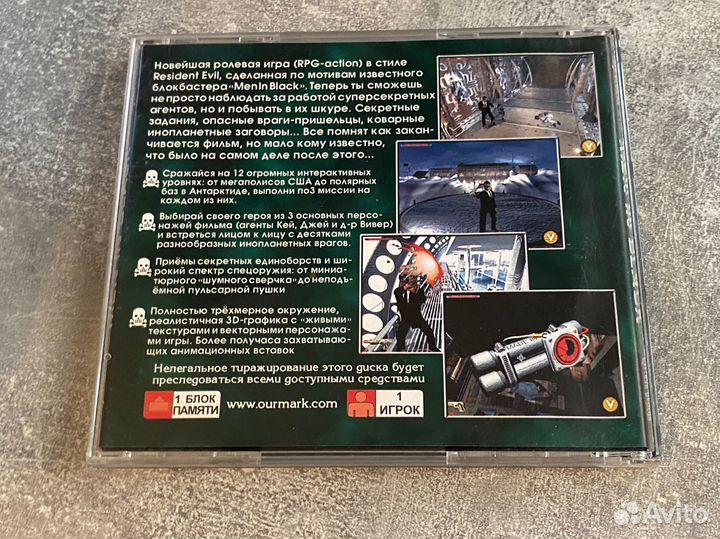 Новейшая ролевая игра (RPG-action) в стиле
Resident Evil, сделанная по мотивам известного
блокбастера «Men In Black». Теперь ты сможешь
не просто наблюдать за работой суперсекретных
агентов, но и побывать в их шкуре. Секретные
задания, опасные враги-пришельцы, коварные
инопланетные заговоры... Все помнят как закан-
чивается фильм, но мало кому известно,
что было на самом деле после этого...
Сражайся на 12 огромных интерактивных
уровнях: от мегаполисов США до полярных
баз в Антарктиде, выполни по3 миссии на
каждом из них.
Выбирай своего героя из 3 основных персо-
нажей фильма (агенты Кей, Джей и д-р Вивер)
и встреться лицом к лицу с десятками
разнообразных инопланетных врагов.
Приёмы секретных единоборств и ши-
рокий спектр спецоружия: от миниа-
тюрного "шумного сверчка" до неподъ-
ёмной пульсарной пушки
Полностью трёхмерное окружение,
реалистичная 3D-графика с «живыми»
текстурами и векторными персонажа-
ми игры. Более получаса захватываю-
щих анимационных вставок
Нелегальное тиражирование этого диска будет
преследоваться всеми доступными средствами
1 БЛОК
ПАМЯТИ
www.ourmark.com
1
ИГРОК
V
V
V
Avito